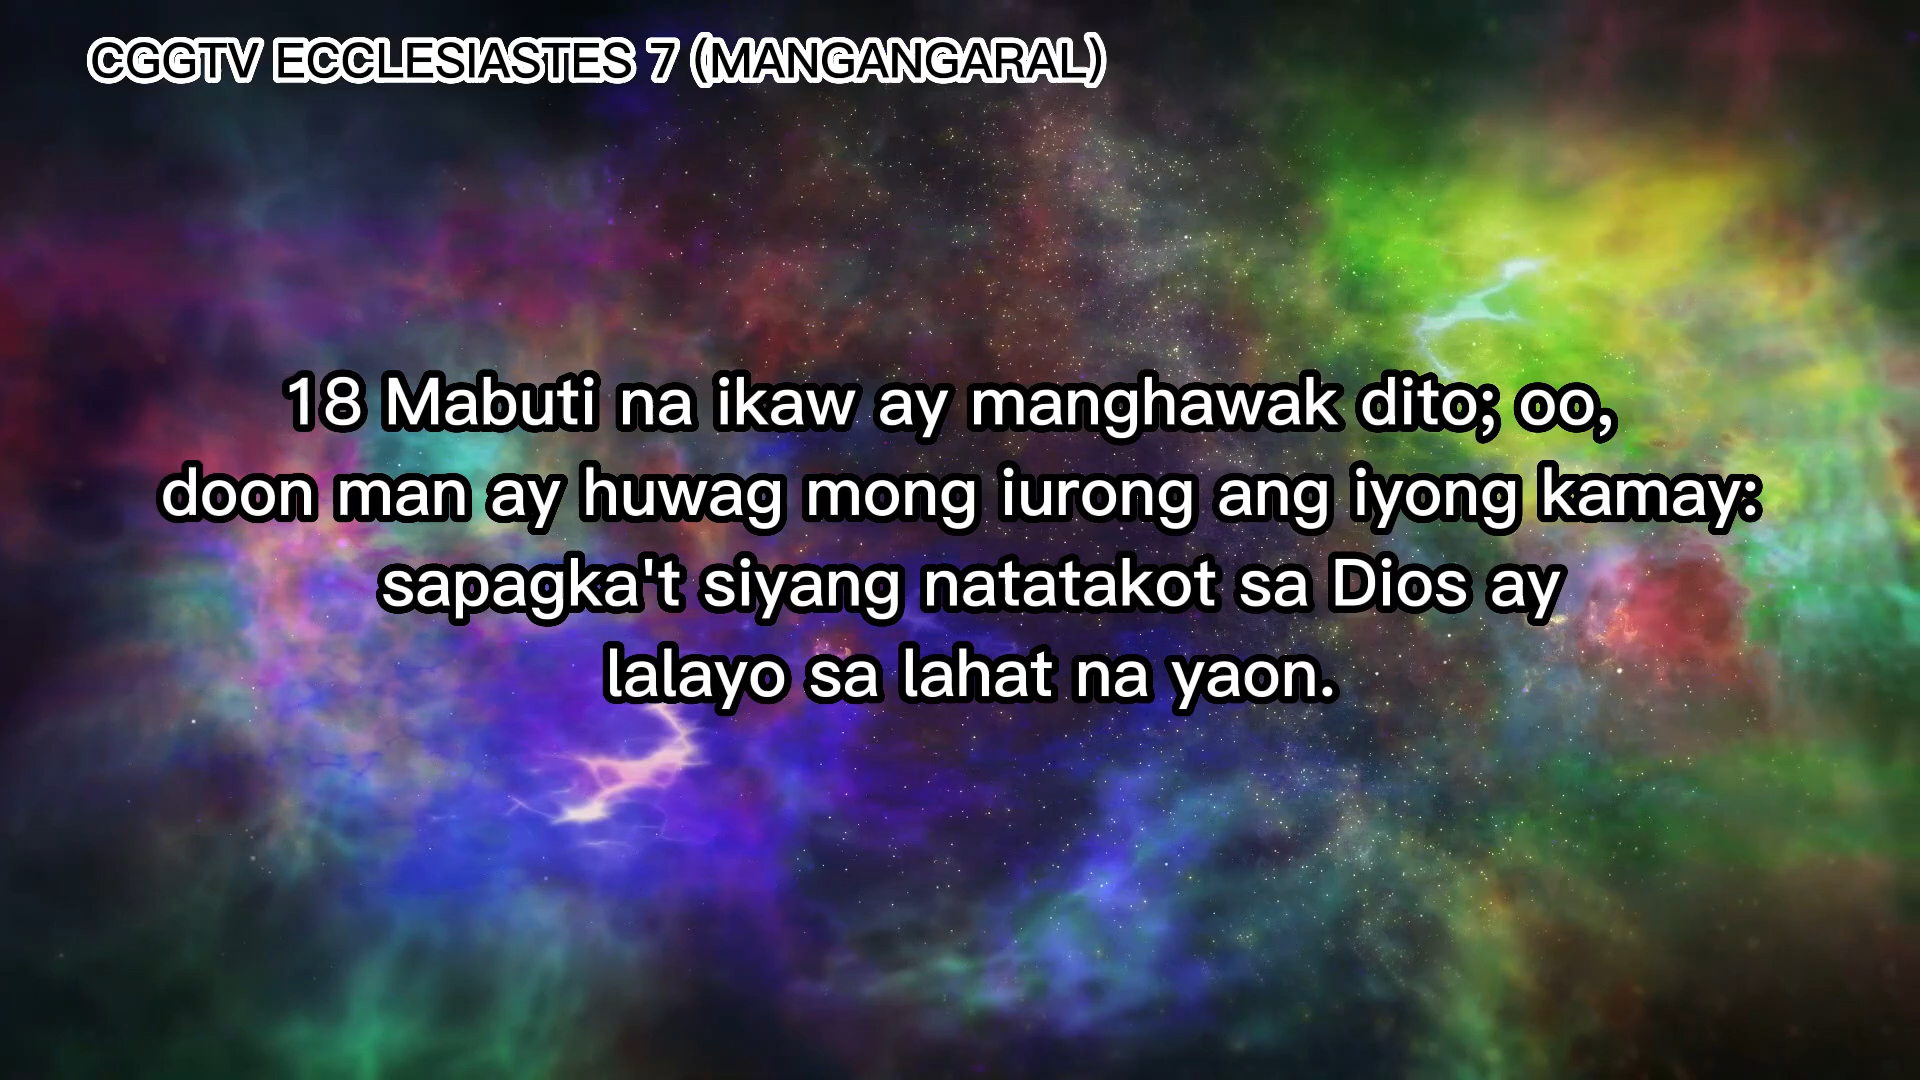 CGGTV ECCLESIASTES 7 (MANGANGARAL)
18 Mabuti na ikaw ay manghawak dito; oo,
doon man ay huwag mong iurong ang iyong kamay:
sapagka't siyang natatakot sa Dios ay
lalayo sa lahat na yaon.